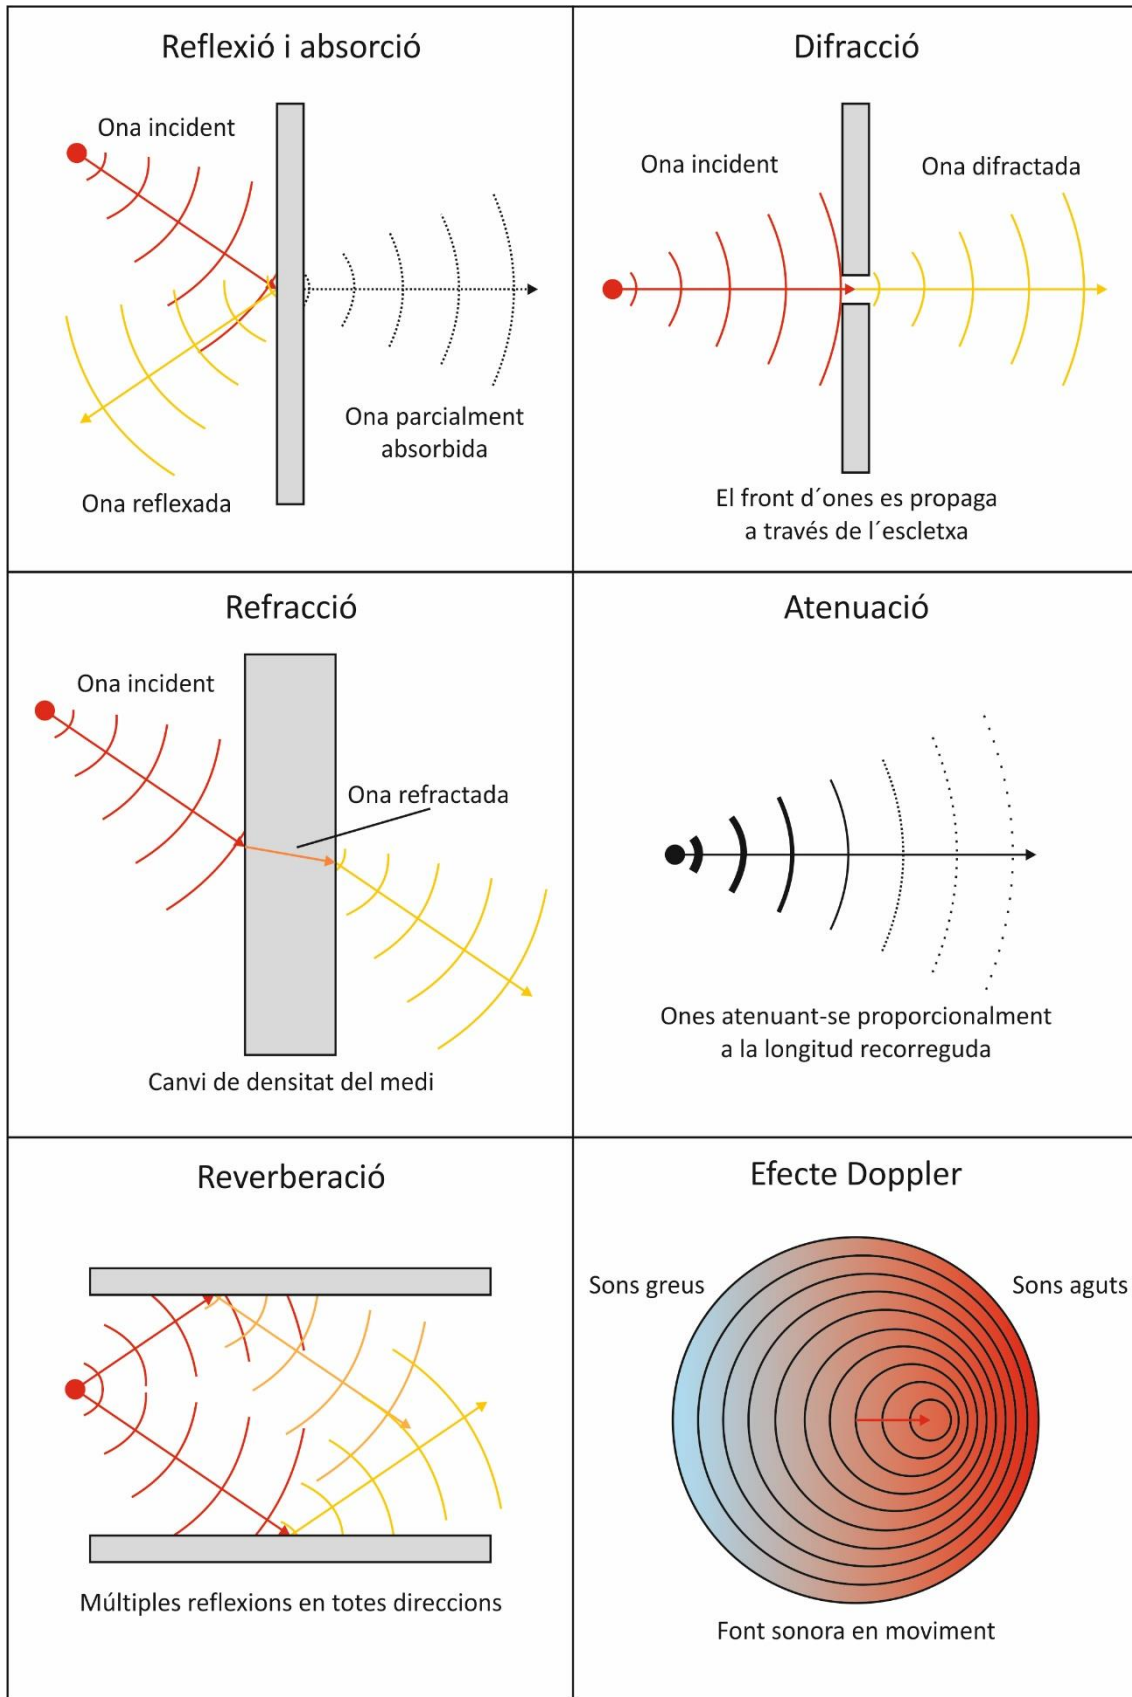 Reflexió i absorció
Ona incident
Ona parcialment
absorbida
Ona reflexada
Difracció
Ona incident
Ona difractada
El front d´ones es propaga
a través de l´escletxa
Refracció
Ona incident
Ona refractada
Canvi de densitat del medi
Atenuació
Ones atenuant-se proporcionalment
a la longitud recorreguda
Reverberació
Múltiples reflexions en totes direccions
Efecte Doppler
Sons greus
Sons aguts
Font sonora en moviment